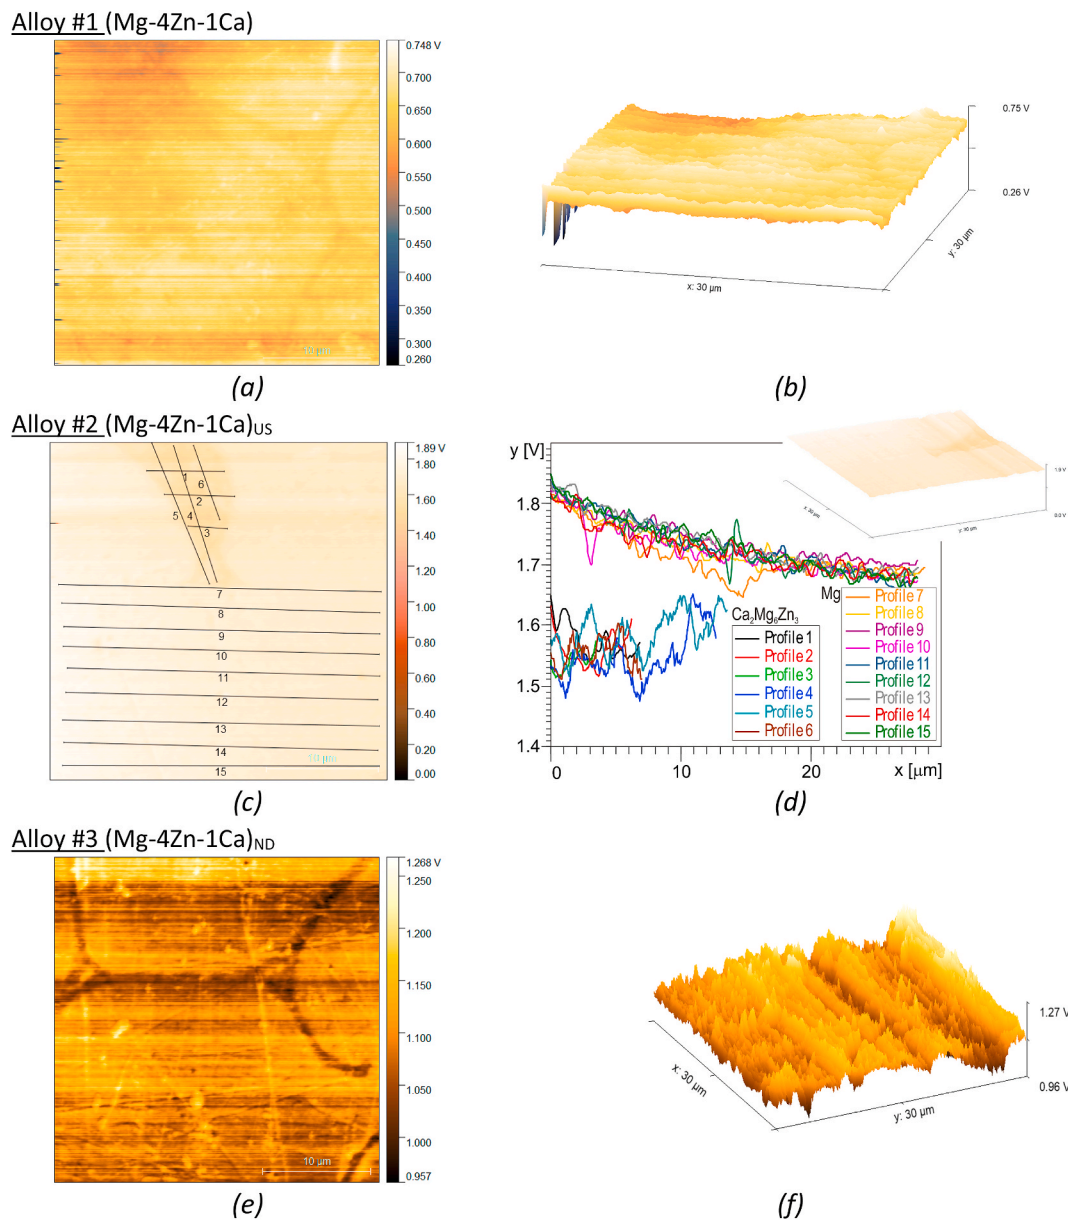 Alloy #1 (Mg-4Zn-1Ca)
0.748 V
0.700
0.650
0.600
0.550
0.500
0.450
0.400
0.350
0.300
0.260
10 µm
(a)
0.75 V
0.26 V
y: 30 µm
x: 30 µm
(b)
Alloy #2 (Mg-4Zn-1Ca)US
1
6
2
5 4
3
7
8
9
10
11
12
13
14
15
10 µm
1.89 V
1.80
1.60
1.40
1.20
1.00
0.80
0.60
0.40
0.20
0.00
(c)
y [V]
1.8
1.7
1.6
1.5
1.4
0
10
20
x [µm]
Ca2Mg6Zn3
Profile 1
Profile 2
Profile 3
Profile 4
Profile 5
Profile 6
Mg
Profile 7
Profile 8
Profile 9
Profile 10
Profile 11
Profile 12
Profile 13
Profile 14
Profile 15
1.9 V
0.0 V
x: 30 µm
(d)
Alloy #3 (Mg-4Zn-1Ca)ND
1.268 V
1.250
1.200
1.150
1.100
1.050
1.000
0.957
10 µm
(e)
1.27 V
0.96 V
x: 30 µm
y: 30 µm
(f)